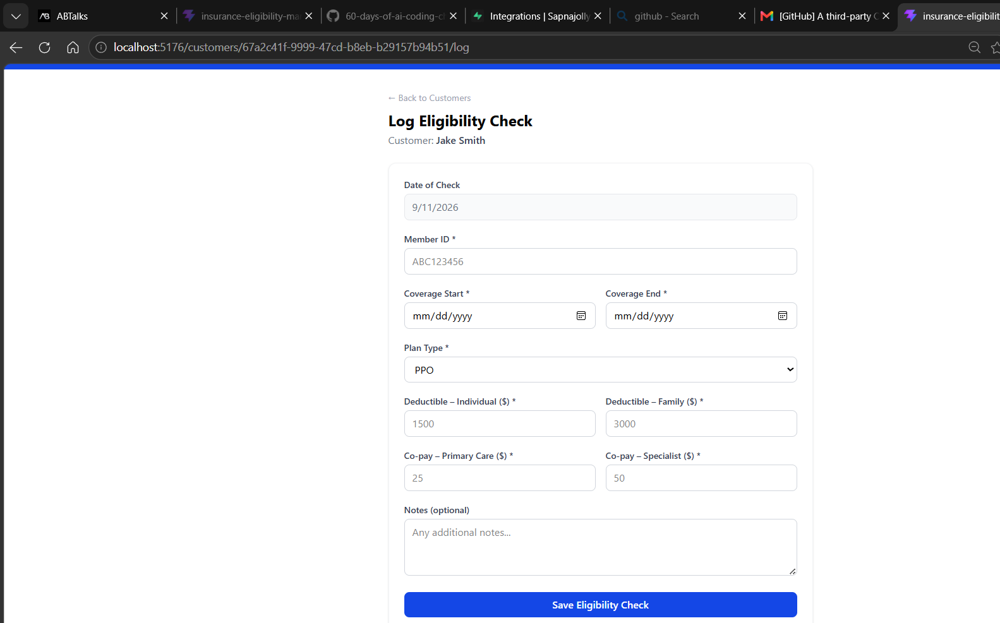 ABTalks
insurance-eligibility-ma
60-days-of-ai-coding-c
Integrations | Sapnajolly
github - Search
[GitHub] A third-party
insurance-eligibilit
localhost:5176/customers/67a2c41f-9999-47cd-b8eb-b29157b94b51/log
← Back to Customers
Log Eligibility Check
Customer: Jake Smith
Date of Check
9/11/2026
Member ID *
ABC123456
Coverage Start * Coverage End *
mm/dd/yyyy mm/dd/yyyy
Plan Type *
PPO
Deductible – Individual ($) * Deductible – Family ($) *
1500 3000
Co-pay – Primary Care ($) * Co-pay – Specialist ($) *
25 50
Notes (optional)
Any additional notes...
Save Eligibility Check